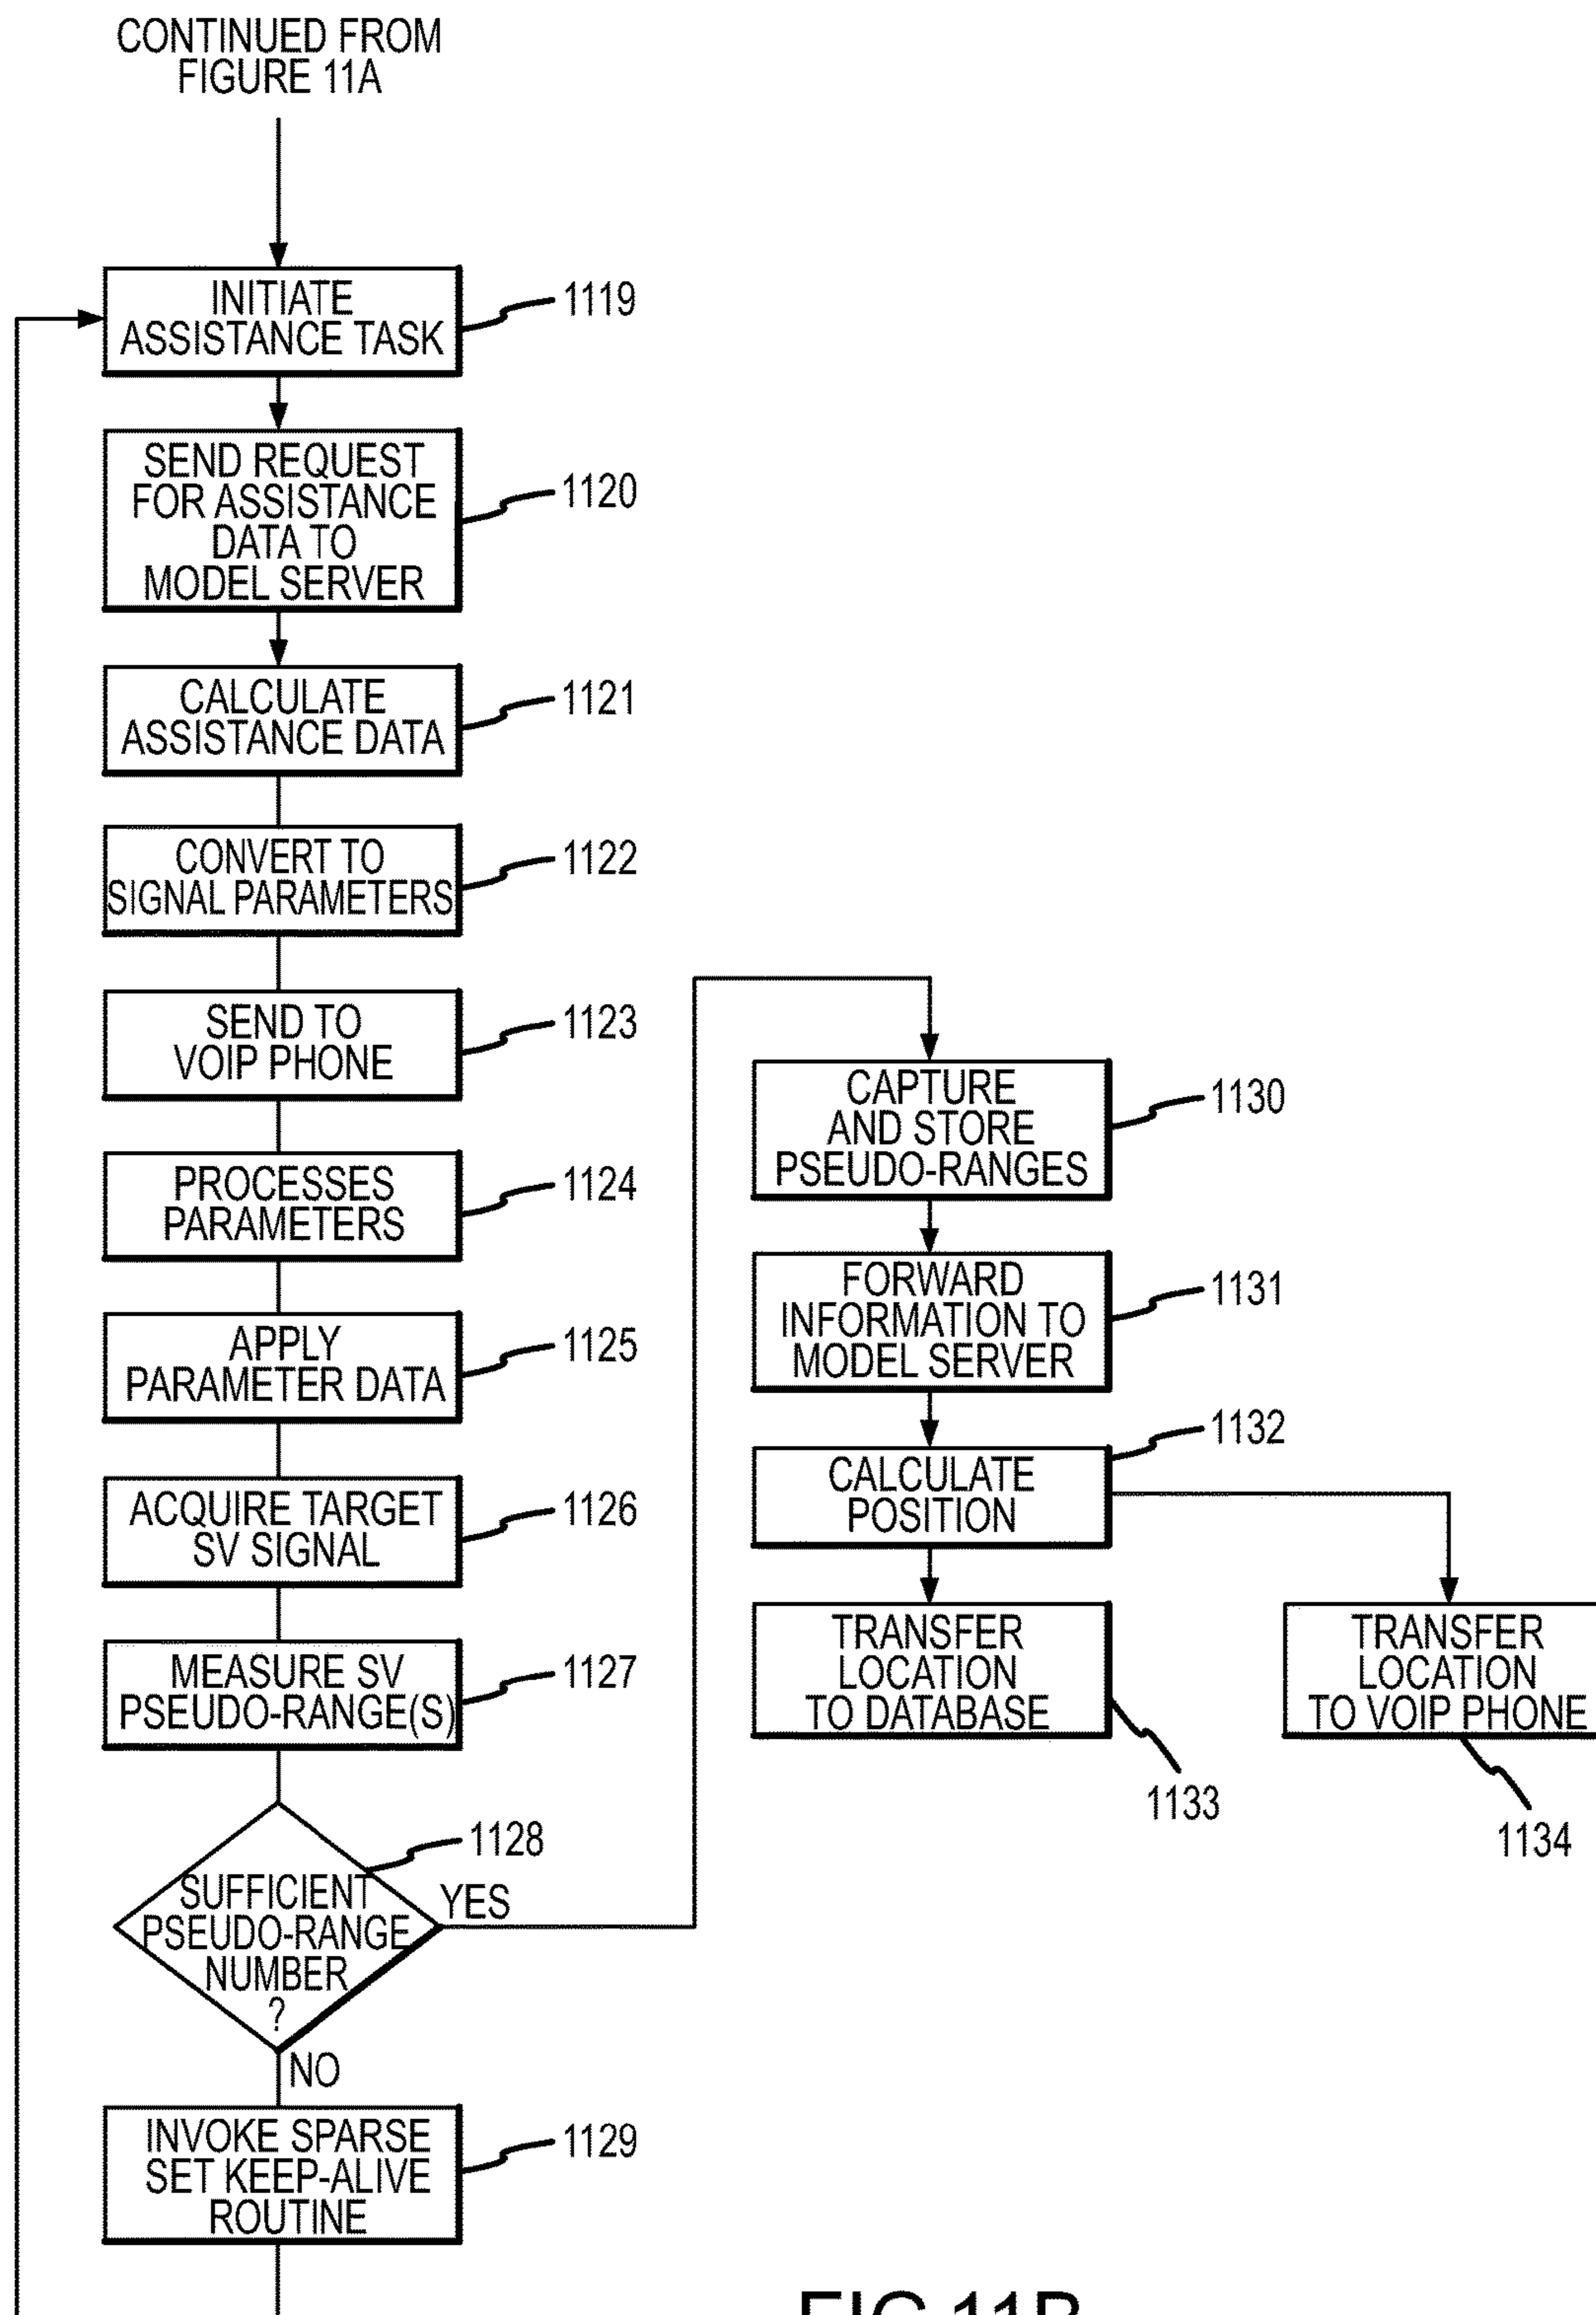 CONTINUED FROM
FIGURE 11A
INITIATE
ASSISTANCE TASK
1119
SEND REQUEST
FOR ASSISTANCE
DATA TO
MODEL SERVER
1120
CALCULATE
ASSISTANCE DATA
1121
CONVERT TO
SIGNAL PARAMETERS
1122
SEND TO
VOIP PHONE
1123
PROCESSES
PARAMETERS
1124
APPLY
PARAMETER DATA
1125
ACQUIRE TARGET
SV SIGNAL
1126
MEASURE SV
PSEUDO-RANGE(S)
1127
SUFFICIENT
PSEUDO-RANGE
NUMBER
?
1128
YES
NO
INVOKE SPARSE
SET KEEP-ALIVE
ROUTINE
1129
CAPTURE
AND STORE
PSEUDO-RANGES
1130
FORWARD
INFORMATION TO
MODEL SERVER
1131
CALCULATE
POSITION
1132
TRANSFER
LOCATION
TO DATABASE
1133
TRANSFER
LOCATION
TO VOIP PHONE
1134
FIG.11B